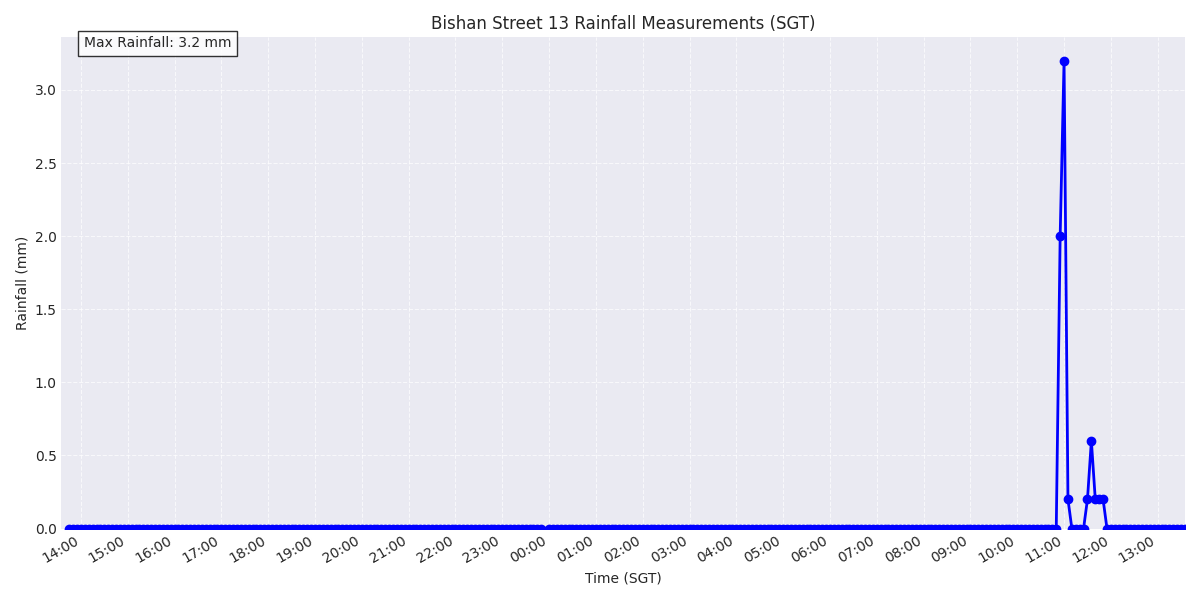 Bishan Street 13 Rainfall Measurements (SGT)
Max Rainfall: 3.2 mm
3.0
2.5
2.0
1.5
1.0
0.5
0.0
Rainfall (mm)
14:00 15:00 16:00 17:00 18:00 19:00 20:00 21:00 22:00 23:00 00:00 01:00 02:00 03:00 04:00 05:00 06:00 07:00 08:00 09:00 10:00 11:00 12:00 13:00
Time (SGT)